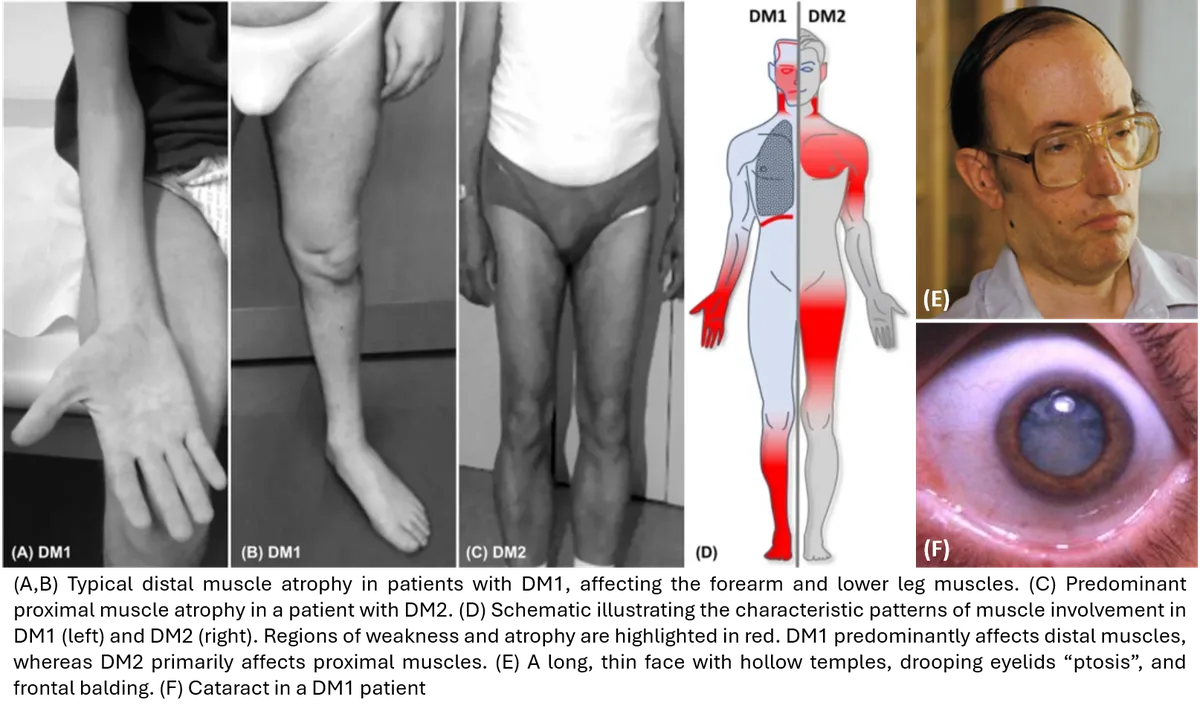 DM1 DM2
(E)
(A) DM1
(B) DM1
(C) DM2
(D)
(F)
(A,B) Typical distal muscle atrophy in patients with DM1, affecting the forearm and lower leg muscles. (C) Predominant
proximal muscle atrophy in a patient with DM2. (D) Schematic illustrating the characteristic patterns of muscle involvement in
DM1 (left) and DM2 (right). Regions of weakness and atrophy are highlighted in red. DM1 predominantly affects distal muscles,
whereas DM2 primarily affects proximal muscles. (E) A long, thin face with hollow temples, drooping eyelids “ptosis”, and
frontal balding. (F) Cataract in a DM1 patient